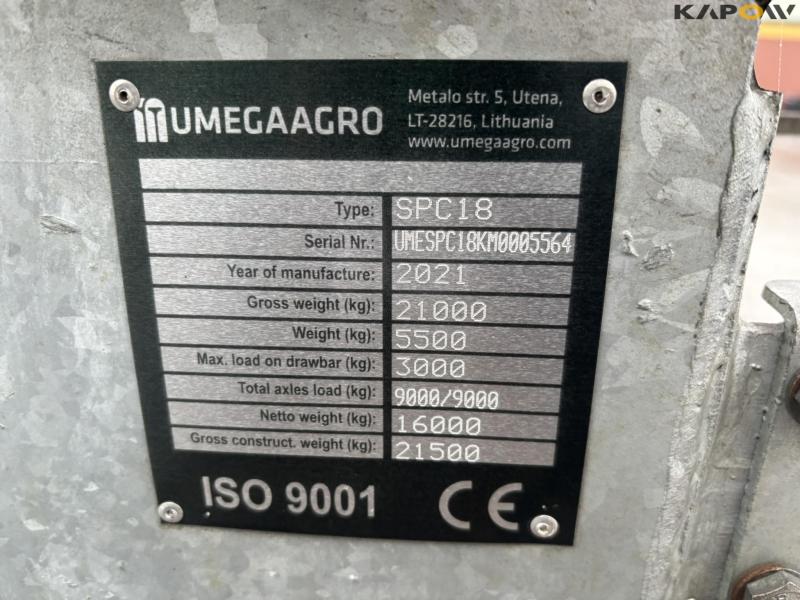 KAPOW
UMEGAAGRO
Metalo str. 5, Utena,
LT-28216, Lithuania
www.umegaagro.com
Type: SPC18
Serial Nr.: UMESPC18KM0005564
Year of manufacture: 2021
Gross weight (kg): 21000
Weight (kg): 5500
Max. load on drawbar (kg): 3000
Total axles load (kg): 9000/9000
Netto weight (kg): 16000
Gross construct. weight (kg): 21500
ISO 9001 CE